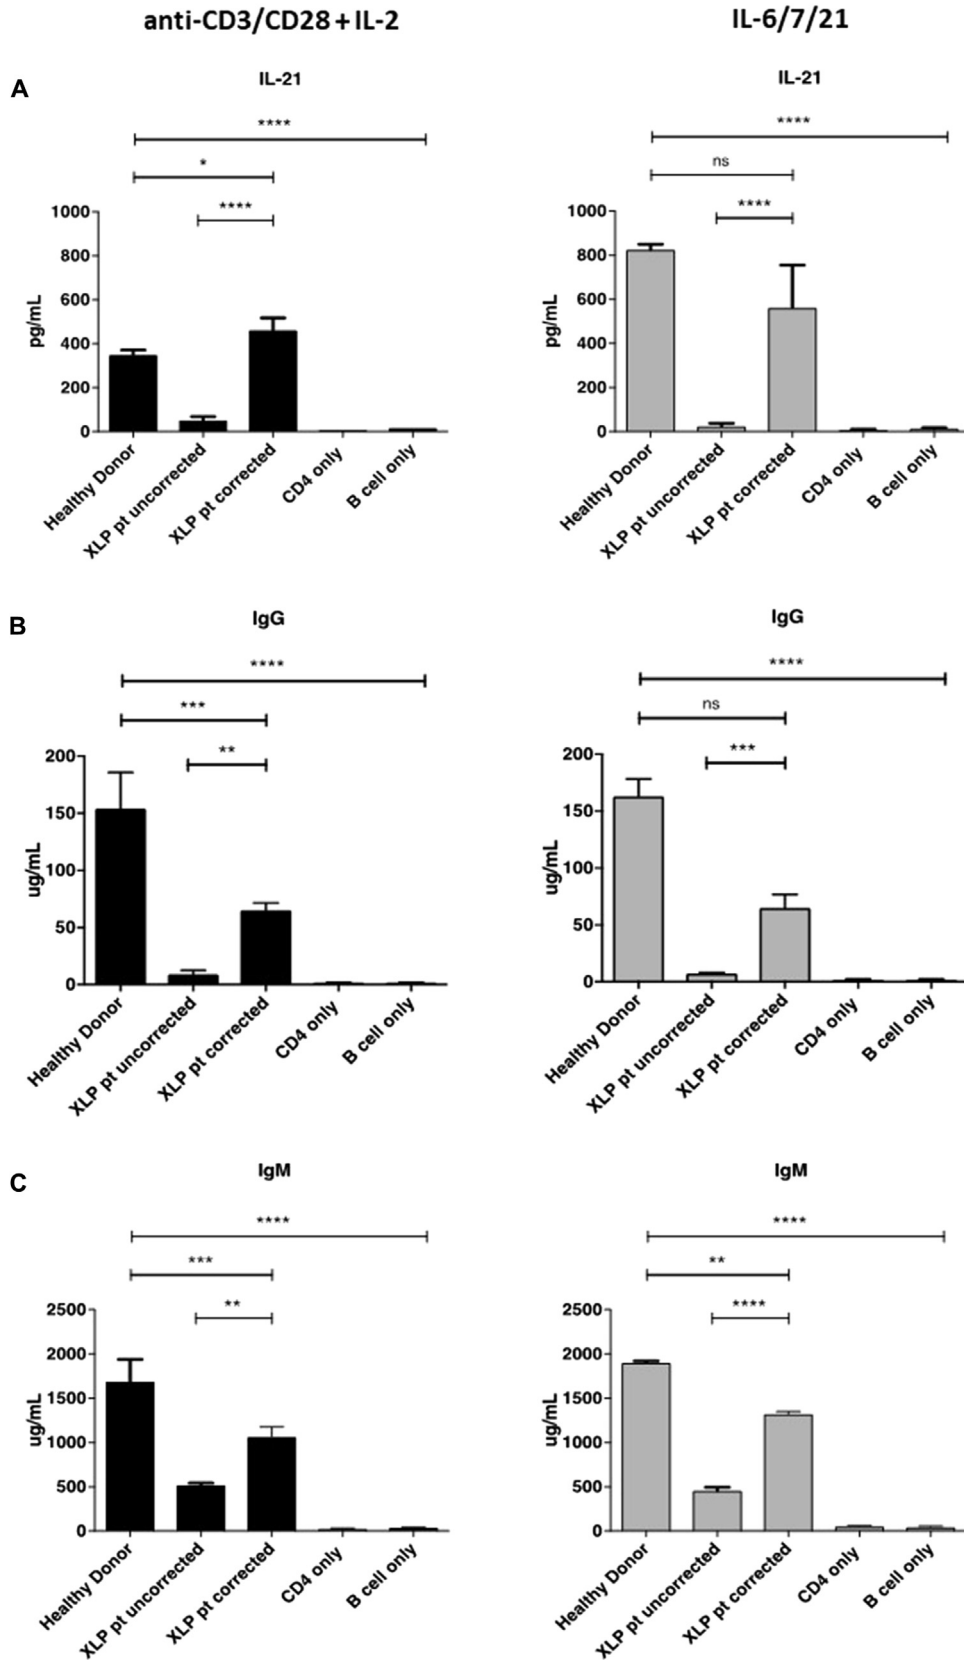 anti-CD3/CD28 + IL-2
IL-6/7/21
A
IL-21
****
*
****
pg/mL
1000
800
600
400
200
0
Healthy Donor
XLP pt uncorrected
XLP pt corrected
CD4 only
B cell only
IL-21
****
ns
****
pg/mL
1000
800
600
400
200
0
Healthy Donor
XLP pt uncorrected
XLP pt corrected
CD4 only
B cell only
B
IgG
****
***
**
ug/mL
200
150
100
50
0
Healthy Donor
XLP pt uncorrected
XLP pt corrected
CD4 only
B cell only
IgG
****
ns
***
ug/mL
200
150
100
50
0
Healthy Donor
XLP pt uncorrected
XLP pt corrected
CD4 only
B cell only
C
IgM
****
***
**
ug/mL
2500
2000
1500
1000
500
0
Healthy Donor
XLP pt uncorrected
XLP pt corrected
CD4 only
B cell only
IgM
****
**
****
ug/mL
2500
2000
1500
1000
500
0
Healthy Donor
XLP pt uncorrected
XLP pt corrected
CD4 only
B cell only